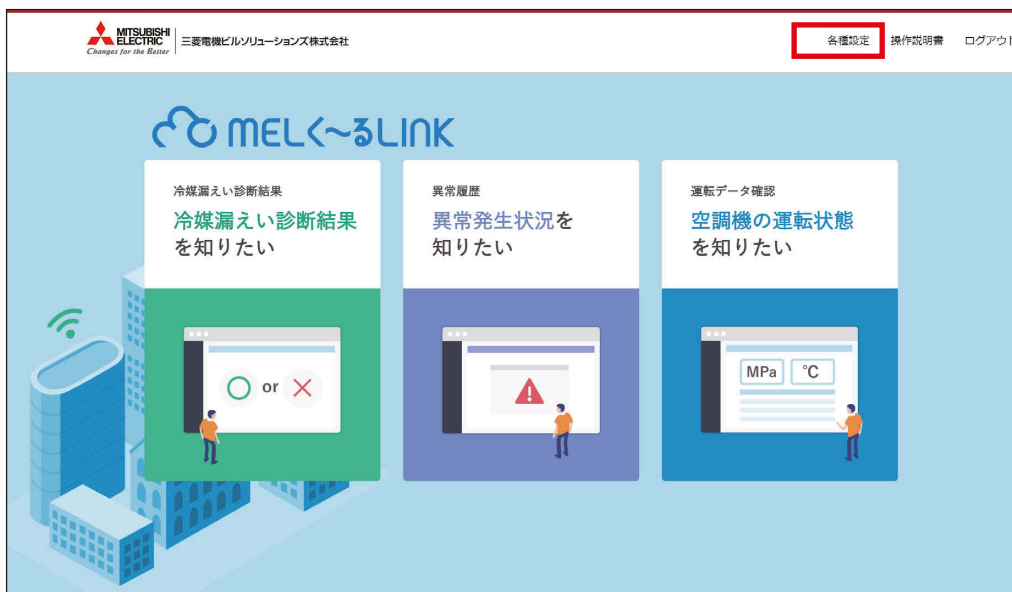 MITSUBISHI
ELECTRIC
Changes for the Better
三菱電機ビルソリューションズ株式会社
各種設定 操作説明書 ログアウト
MELく~るLINK
冷媒漏えい診断結果
冷媒漏えい診断結果
を知りたい
異常履歴
異常発生状況を
知りたい
運転データ確認
空調機の運転状態
を知りたい
or
MPa ℃